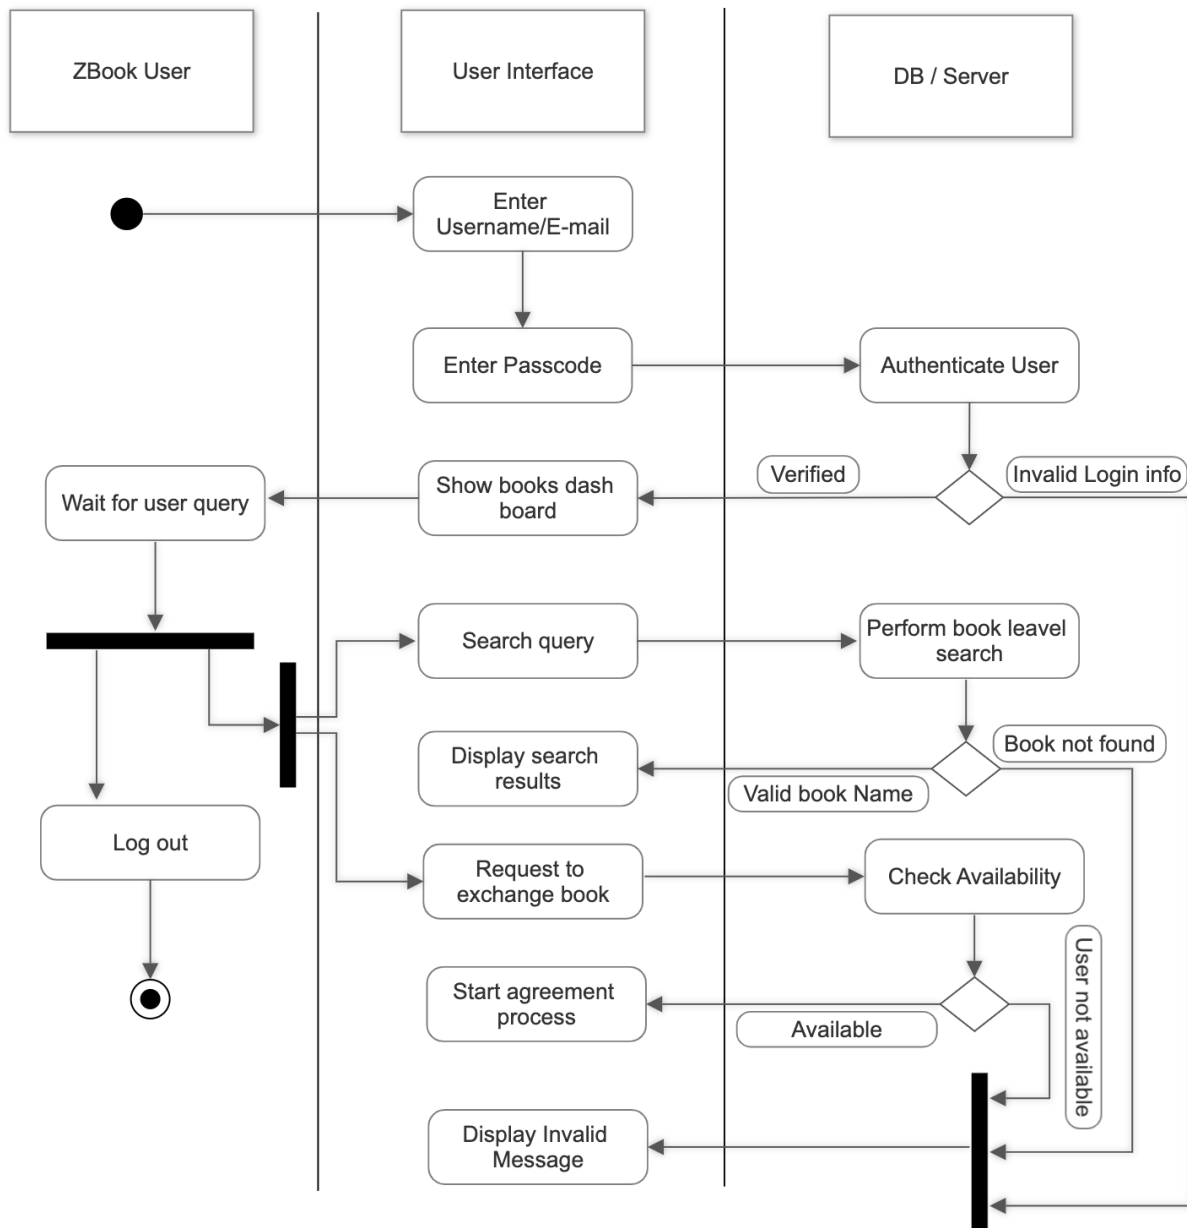 ZBook User
User Interface
DB / Server
Enter
Username/E-mail
Enter Passcode
Authenticate User
Verified
Invalid Login info
Wait for user query
Show books dash
board
Search query
Perform book leavel
search
Book not found
Display search
results
Valid book Name
Log out
Request to
exchange book
Check Availability
User not available
Start agreement
process
Available
Display Invalid
Message